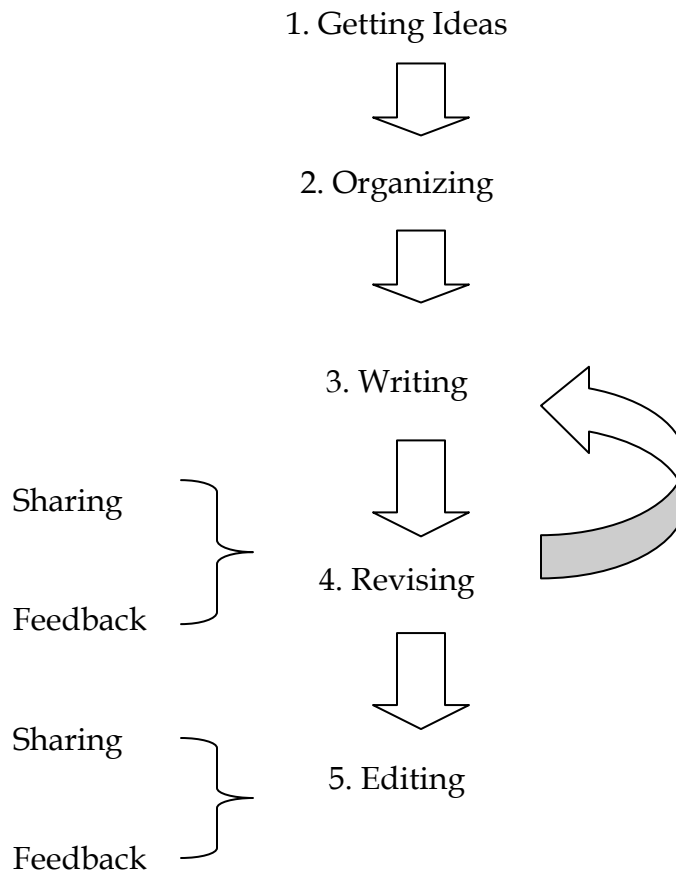 1. Getting Ideas
2. Organizing
3. Writing
Sharing
4. Revising
Feedback
Sharing
5. Editing
Feedback